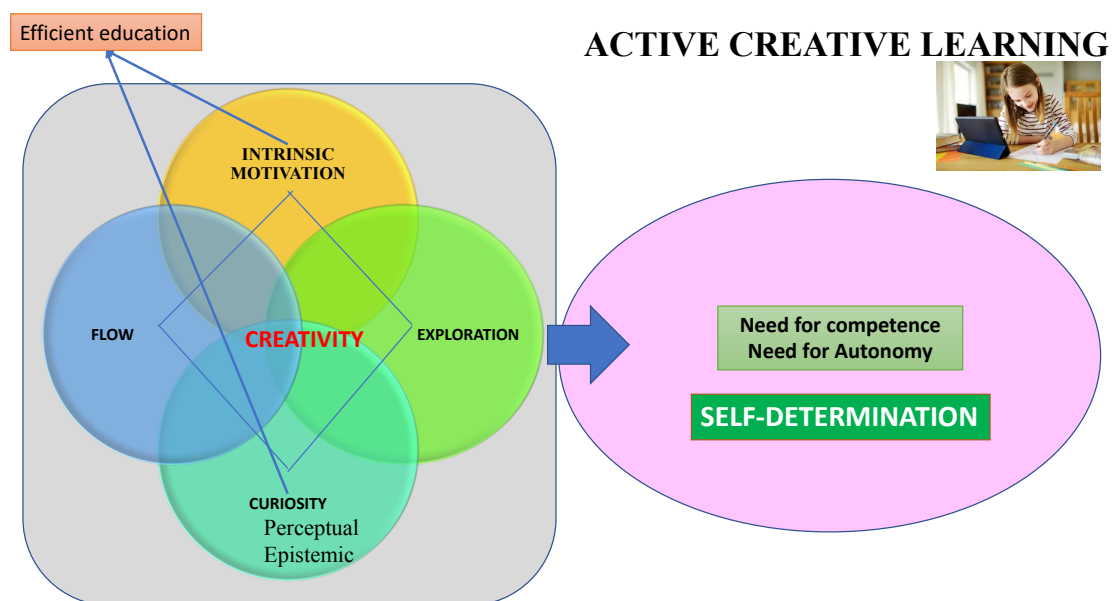 Efficient education
ACTIVE CREATIVE LEARNING
INTRINSIC
MOTIVATION
FLOW
CREATIVITY
EXPLORATION
CURIOSITY
Perceptual
Epistemic
Need for competence
Need for Autonomy
SELF-DETERMINATION